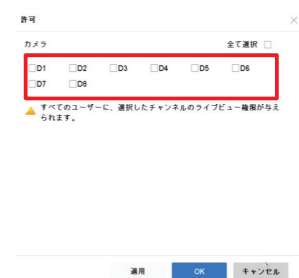 許可
カメラ 全て選択
D1 D2 D3 D4 D5 D6
D7 D8
すべてのユーザーに、選択したチャンネルのライブビュー権限が与え
られます。
適用 OK キャンセル